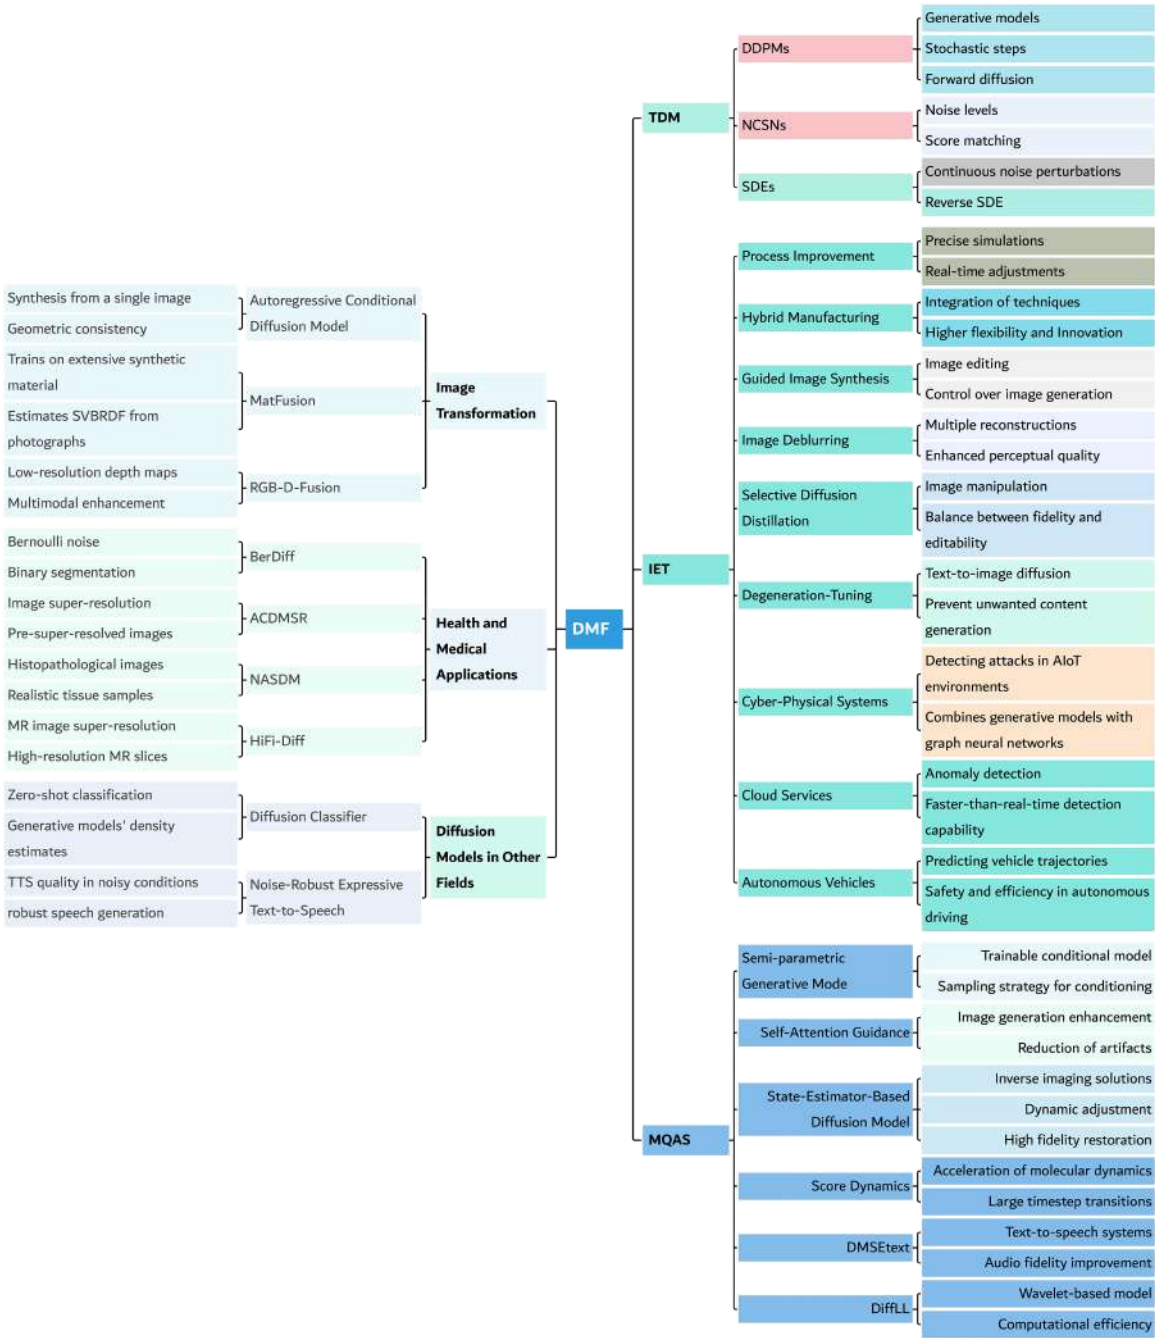 Synthesis from a single image
Geometric consistency
Autoregressive Conditional
Diffusion Model
Trains on extensive synthetic
material
Estimates SVBRDF from
photographs
MatFusion
Low-resolution depth maps
Multimodal enhancement
RGB-D-Fusion
Image
Transformation
Bernoulli noise
Binary segmentation
BerDiff
Image super-resolution
Pre-super-resolved images
ACDMSR
Histopathological images
Realistic tissue samples
NASDM
MR image super-resolution
High-resolution MR slices
HiFi-Diff
Health and
Medical
Applications
Zero-shot classification
Generative models' density
estimates
Diffusion Classifier
TTS quality in noisy conditions
robust speech generation
Noise-Robust Expressive
Text-to-Speech
Diffusion
Models in Other
Fields
DMF
TDM
DDPMs
Generative models
Stochastic steps
Forward diffusion
NCSNs
Noise levels
Score matching
SDEs
Continuous noise perturbations
Reverse SDE
IET
Process Improvement
Precise simulations
Real-time adjustments
Hybrid Manufacturing
Integration of techniques
Higher flexibility and Innovation
Guided Image Synthesis
Image editing
Control over image generation
Image Deblurring
Multiple reconstructions
Enhanced perceptual quality
Selective Diffusion
Distillation
Image manipulation
Balance between fidelity and
editability
Degeneration-Tuning
Text-to-image diffusion
Prevent unwanted content
generation
Cyber-Physical Systems
Detecting attacks in AIoT
environments
Combines generative models with
graph neural networks
Cloud Services
Anomaly detection
Faster-than-real-time detection
capability
Autonomous Vehicles
Predicting vehicle trajectories
Safety and efficiency in autonomous
driving
MQAS
Semi-parametric
Generative Mode
Trainable conditional model
Sampling strategy for conditioning
Self-Attention Guidance
Image generation enhancement
Reduction of artifacts
State-Estimator-Based
Diffusion Model
Inverse imaging solutions
Dynamic adjustment
High fidelity restoration
Score Dynamics
Acceleration of molecular dynamics
Large timestep transitions
DMSEtext
Text-to-speech systems
Audio fidelity improvement
DiffLL
Wavelet-based model
Computational efficiency